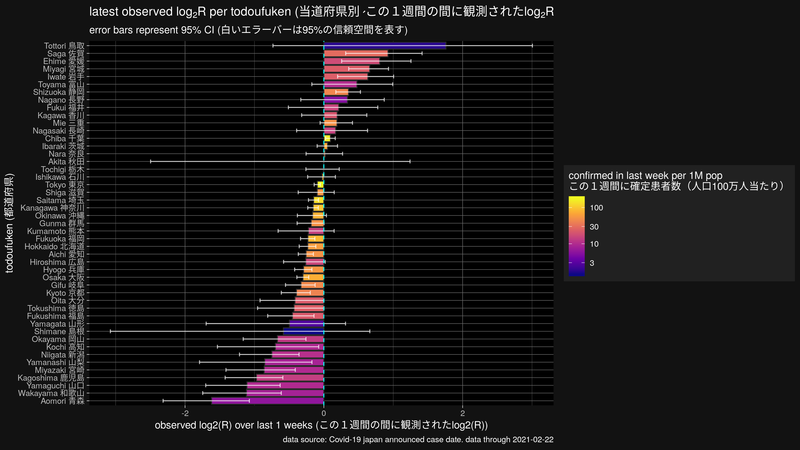 latest observed log2R per todoufuken (当道府県別 この１週間の間に観測されたlog2R
error bars represent 95% CI (白いエラーバーは95%の信頼空間を表す)
todoufuken (都道府県)
Tottori 鳥取
Saga 佐賀
Ehime 愛媛
Miyagi 宮城
Iwate 岩手
Toyama 富山
Shizuoka 静岡
Nagano 長野
Fukui 福井
Kagawa 香川
Mie 三重
Nagasaki 長崎
Chiba 千葉
Ibaraki 茨城
Nara 奈良
Akita 秋田
Tochigi 栃木
Ishikawa 石川
Tokyo 東京
Shiga 滋賀
Saitama 埼玉
Kanagawa 神奈川
Okinawa 沖縄
Gunma 群馬
Kumamoto 熊本
Fukuoka 福岡
Hokkaido 北海道
Aichi 愛知
Hiroshima 広島
Hyogo 兵庫
Osaka 大阪
Gifu 岐阜
Kyoto 京都
Oita 大分
Tokushima 徳島
Fukushima 福島
Yamagata 山形
Shimane 島根
Okayama 岡山
Kochi 高知
Niigata 新潟
Yamanashi 山梨
Miyazaki 宮崎
Kagoshima 鹿児島
Yamaguchi 山口
Wakayama 和歌山
Aomori 青森
-2 0 2
observed log2(R) over last 1 weeks (この１週間の間に観測されたlog2(R))
data source: Covid-19 japan announced case date. data through 2021-02-22
confirmed in last week per 1M pop
この１週間に確定患者数（人口100万人当たり）
100
30
10
3